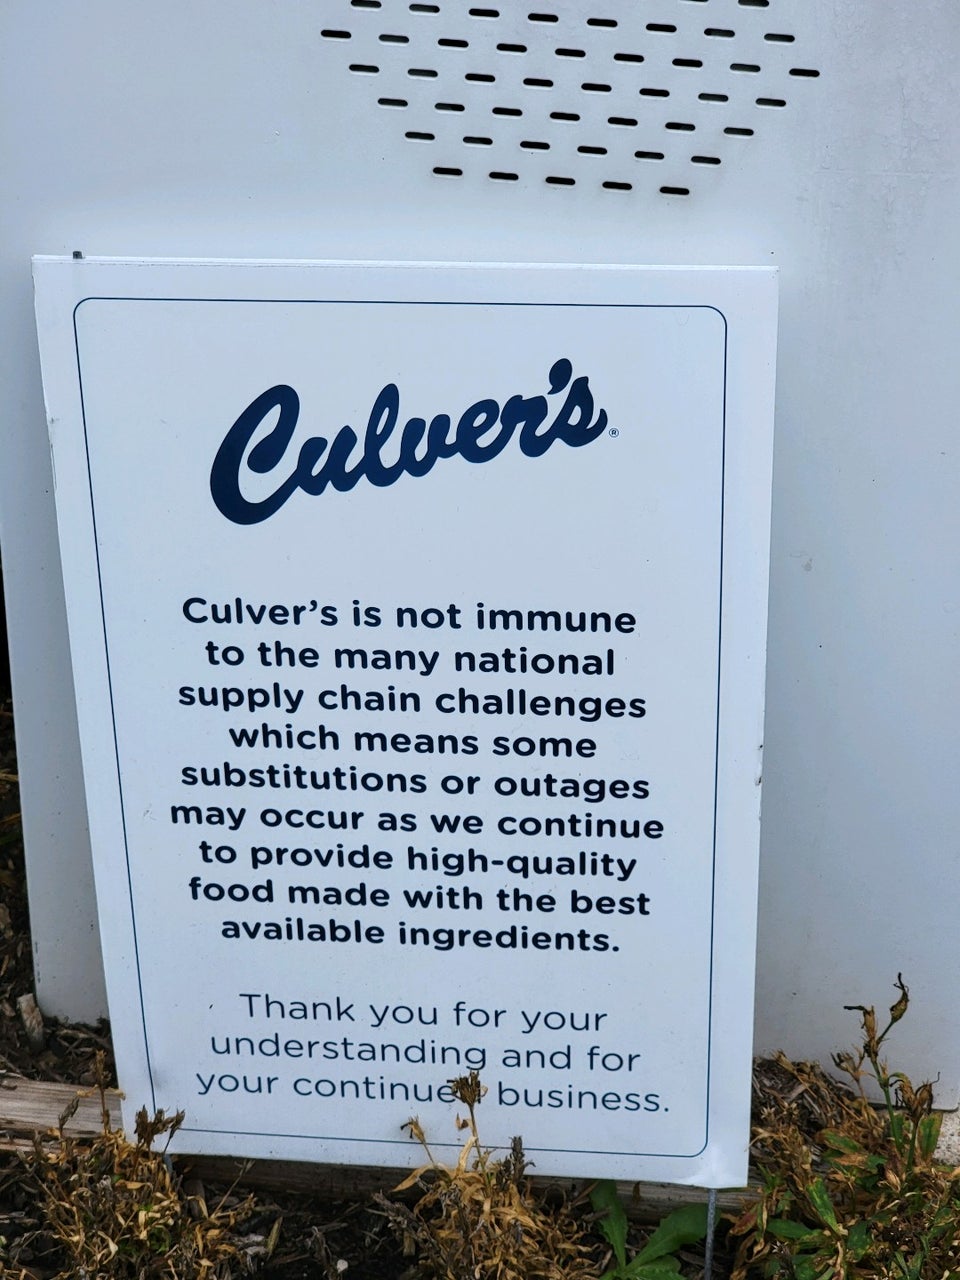 Culver's®
Culver's is not immune
to the many national
supply chain challenges
which means some
substitutions or outages
may occur as we continue
to provide high-quality
food made with the best
available ingredients.
Thank you for your
understanding and for
your continued business.